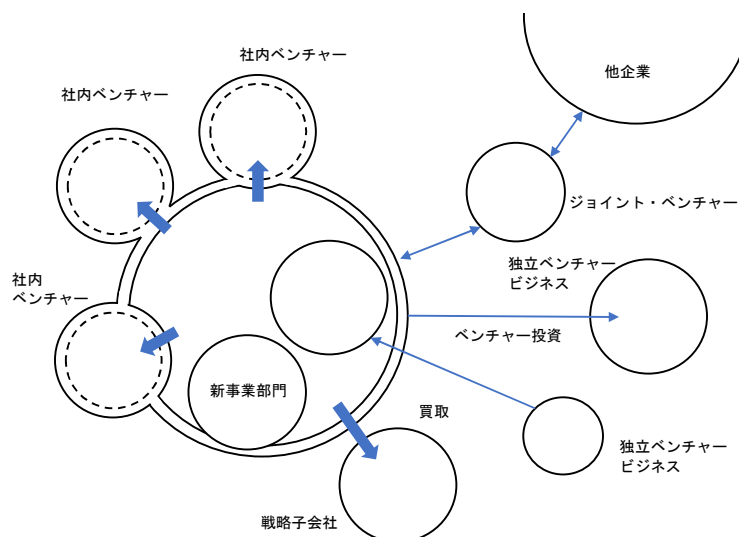 社内ベンチャー
他企業
社内ベンチャー
ジョイント・ベンチャー
独立ベンチャー
ビジネス
社内
ベンチャー
ベンチャー投資
新事業部門
買取
独立ベンチャー
ビジネス
戦略子会社